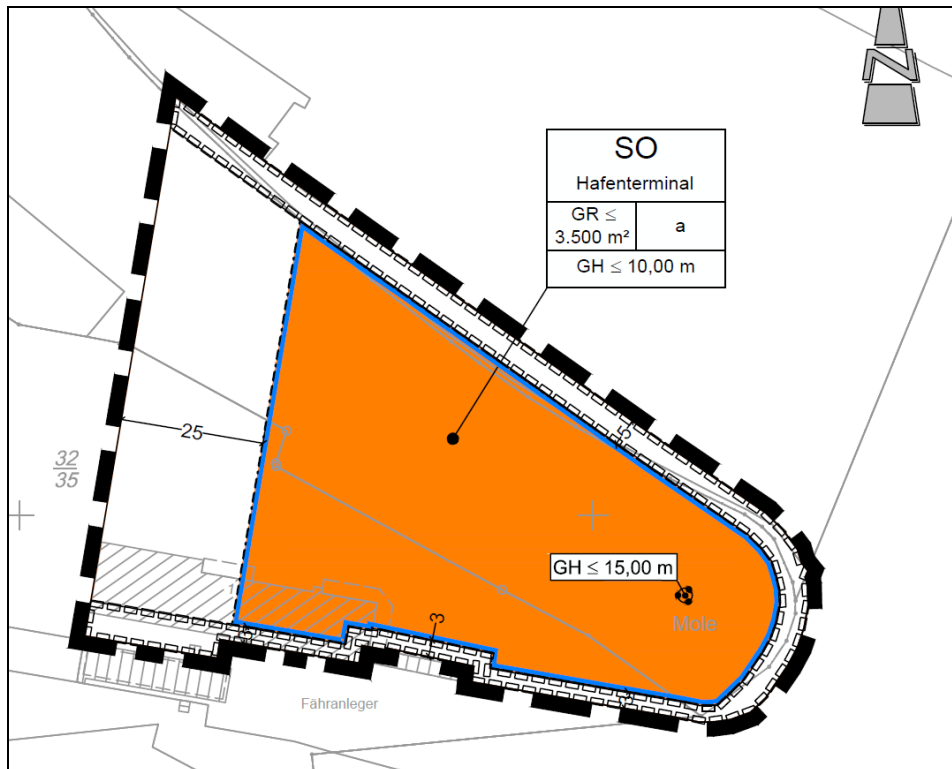 N
SO
Hafenterminal
GR ≤
3.500 m²
a
GH ≤ 10,00 m
25
5
32
35
GH ≤ 15,00 m
Mole
3
Fähranleger